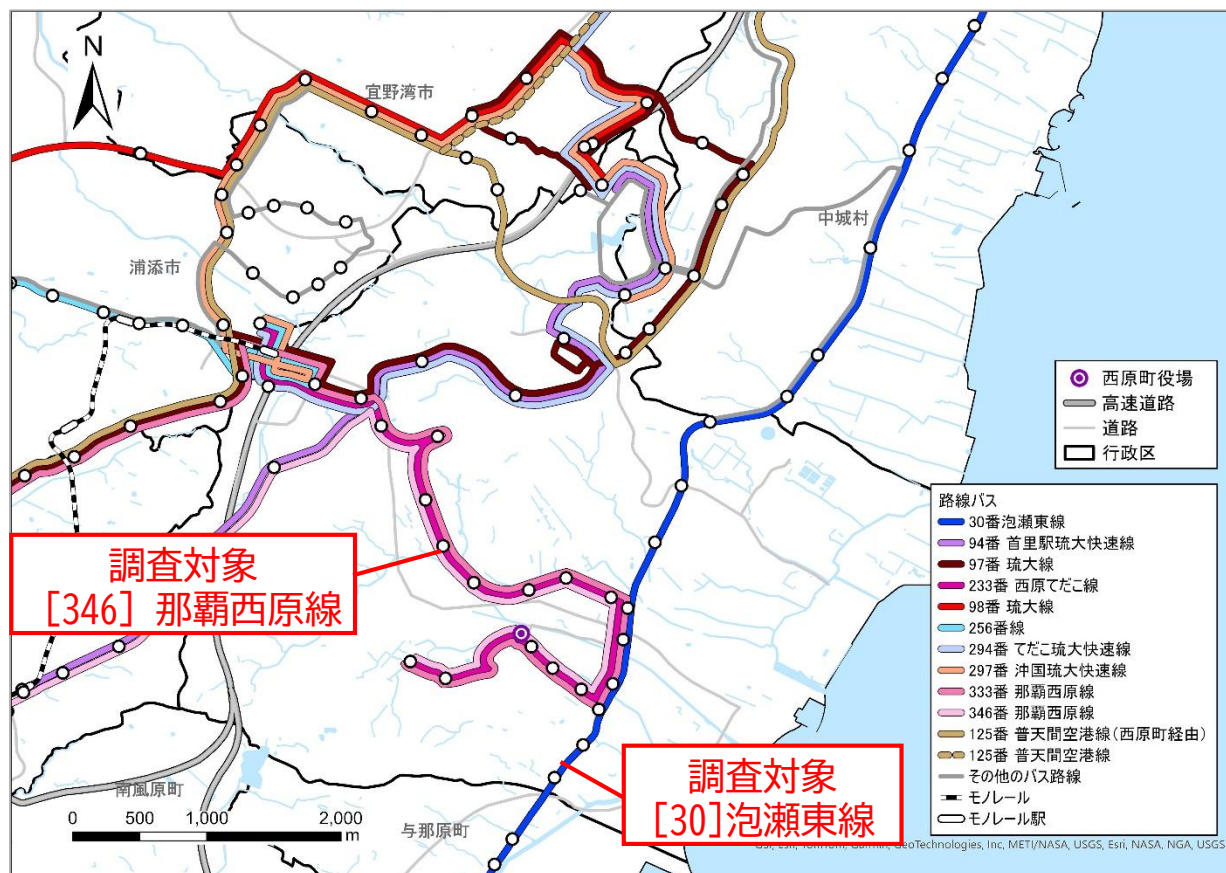 N
宜野湾市
中城村
浦添市
西原町役場
高速道路
道路
行政区
路線バス
30番泡瀬東線
94番 首里駅琉大快速線
97番 琉大線
233番 西原てだこ線
98番 琉大線
256番線
294番 てだこ琉大快速線
297番 沖国琉大快速線
333番 那覇西原線
346番 那覇西原線
125番 普天間空港線(西原町経由)
125番 普天間空港線
その他のバス路線
モノレール
モノレール駅
調査対象
[346] 那覇西原線
調査対象
[30]泡瀬東線
南風原町
与那原町
0 500 1,000 2,000
m
GeoTechnologies, Inc, METI/NASA, USGS, Esri, NASA, NGA, USGS